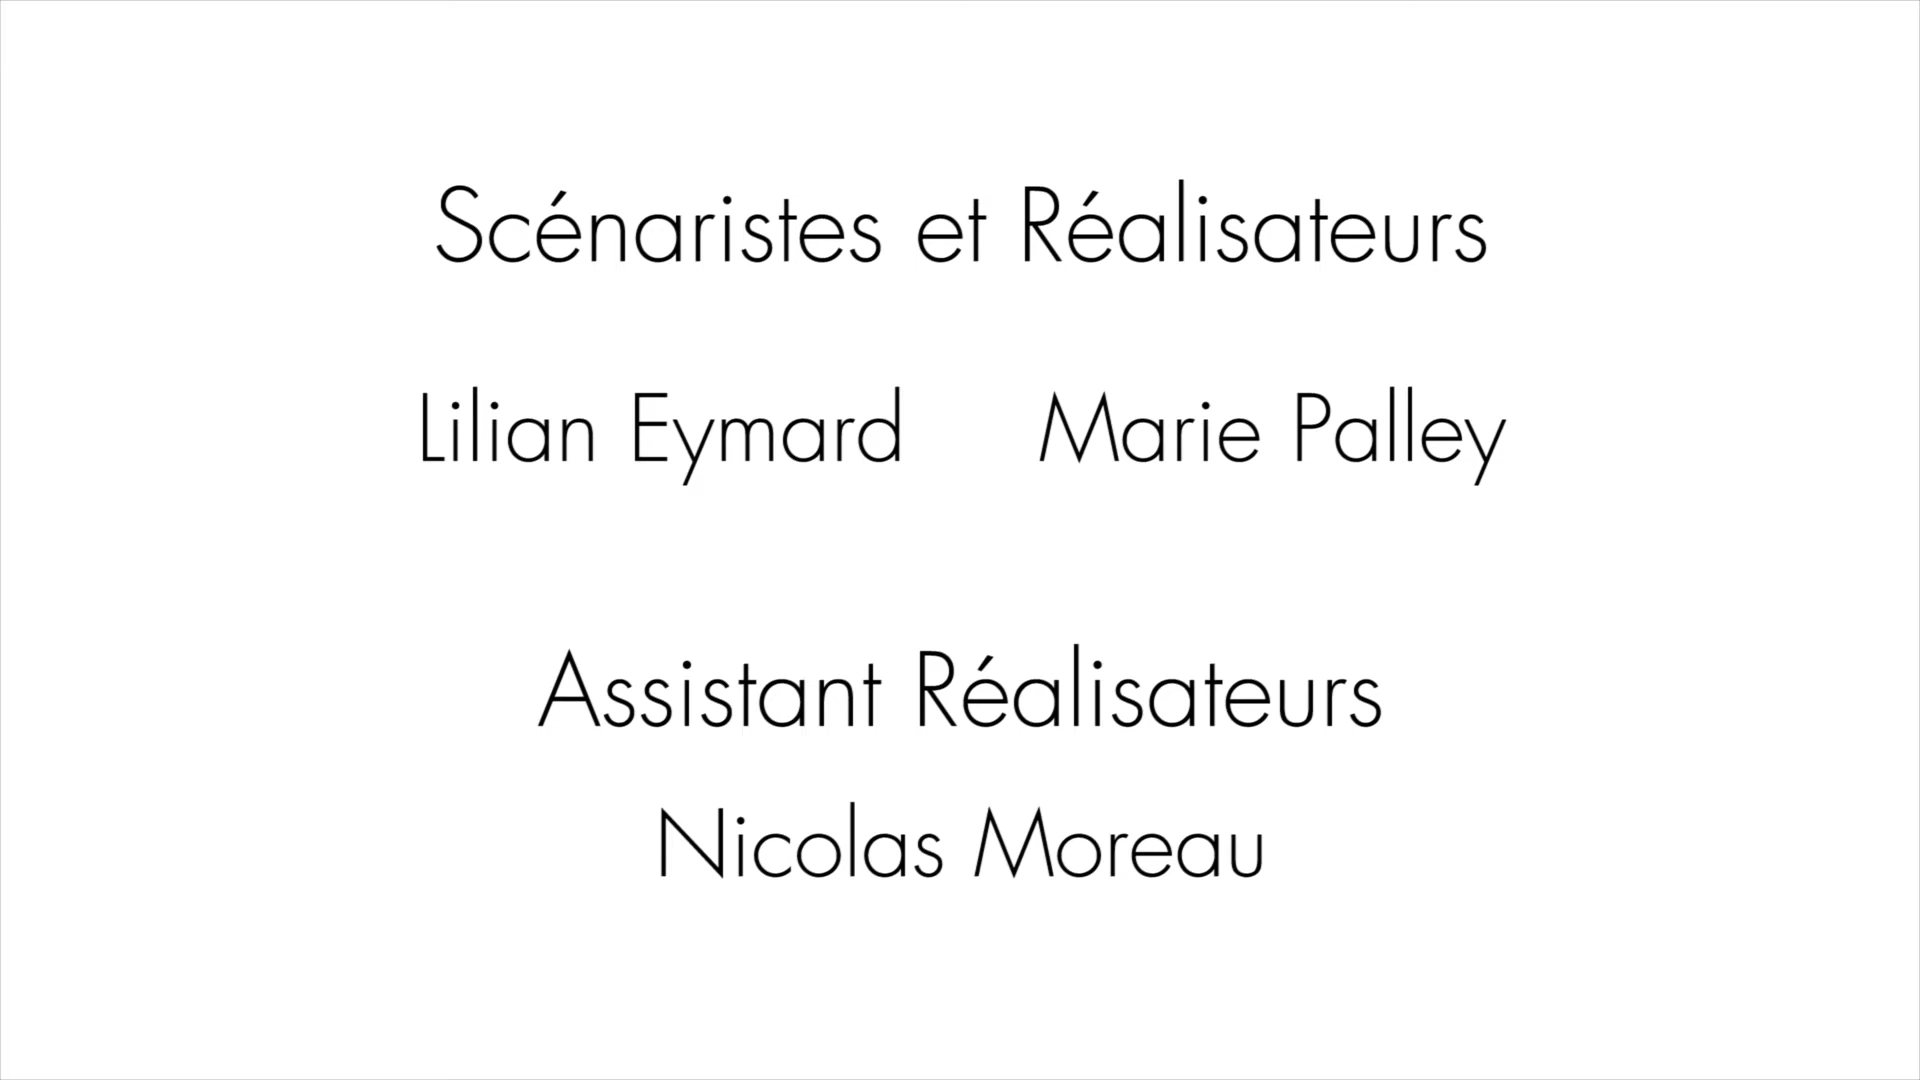 Scénaristes et Réalisateurs
Lilian Eymard Marie Palley
Assistant Réalisateurs
Nicolas Moreau